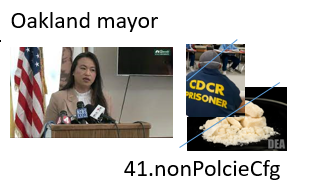 Oakland mayor
CDCR
PRISONER
DEA
41.nonPolcieCfg